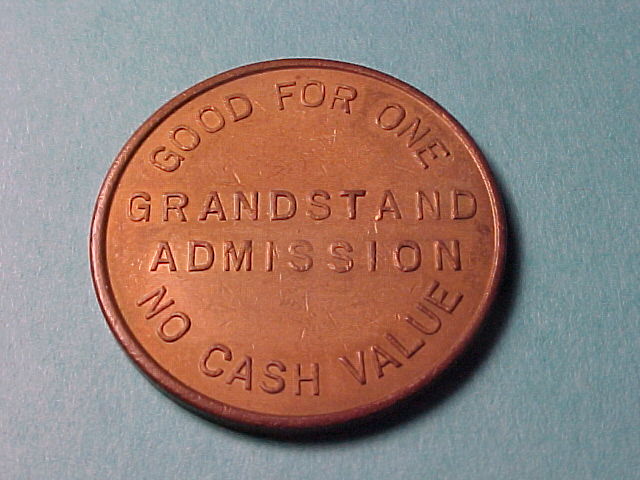 GOOD FOR ONE
GRANDSTAND
ADMISSION
NO CASH VALUE